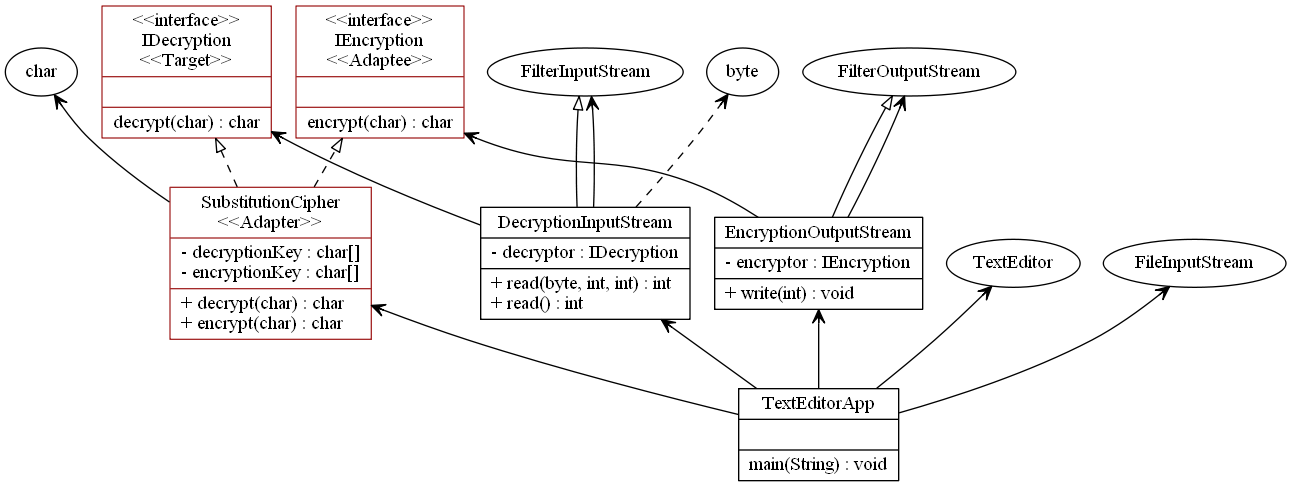 <<interface>>
IDecryption
<<Target>>
decrypt(char) : char
<<interface>>
IEncryption
<<Adaptee>>
encrypt(char) : char
char
FilterInputStream
byte
FilterOutputStream
SubstitutionCipher
<<Adapter>>
- decryptionKey : char[]
- encryptionKey : char[]
+ decrypt(char) : char
+ encrypt(char) : char
DecryptionInputStream
- decryptor : IDecryption
+ read(byte, int, int) : int
+ read() : int
EncryptionOutputStream
- encryptor : IEncryption
+ write(int) : void
TextEditor
FileInputStream
TextEditorApp
main(String) : void